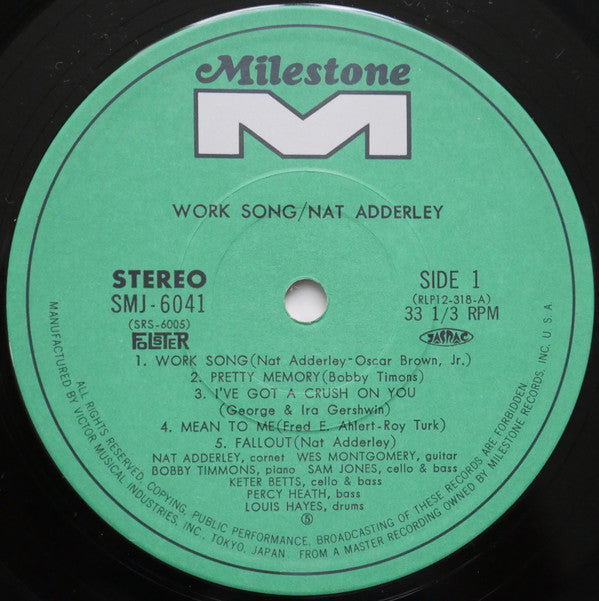 Milestone
M
WORK SONG/NAT ADDERLEY
STEREO
SMJ-6041
(SRS-6005)
FOLSTER
SIDE 1
(RLP12-318-A)
33 1/3 RPM
JASRAC
1. WORK SONG(Nat Adderley-Oscar Brown, Jr.)
2. PRETTY MEMORY(Bobby Timons)
3. I'VE GOT A CRUSH ON YOU
(George & Ira Gershwin)
4. MEAN TO ME(Fred E. Ahlert-Roy Turk)
5. FALLOUT(Nat Adderley)
NAT ADDERLEY, cornet WES MONTGOMERY, guitar
BOBBY TIMMONS, piano SAM JONES, cello & bass
KETER BETTS, cello & bass
PERCY HEATH, bass
LOUIS HAYES, drums
⑤
MANUFACTURED BY VICTOR MUSICAL INDUSTRIES, INC., TOKYO, JAPAN. FROM A MASTER RECORDING OWNED BY MILESTONE RECORDS, INC. U.S.A.
ALL RIGHTS RESERVED, COPYING, PUBLIC PERFORMANCE, BROADCASTING OF THESE RECORDS ARE FORBIDDEN